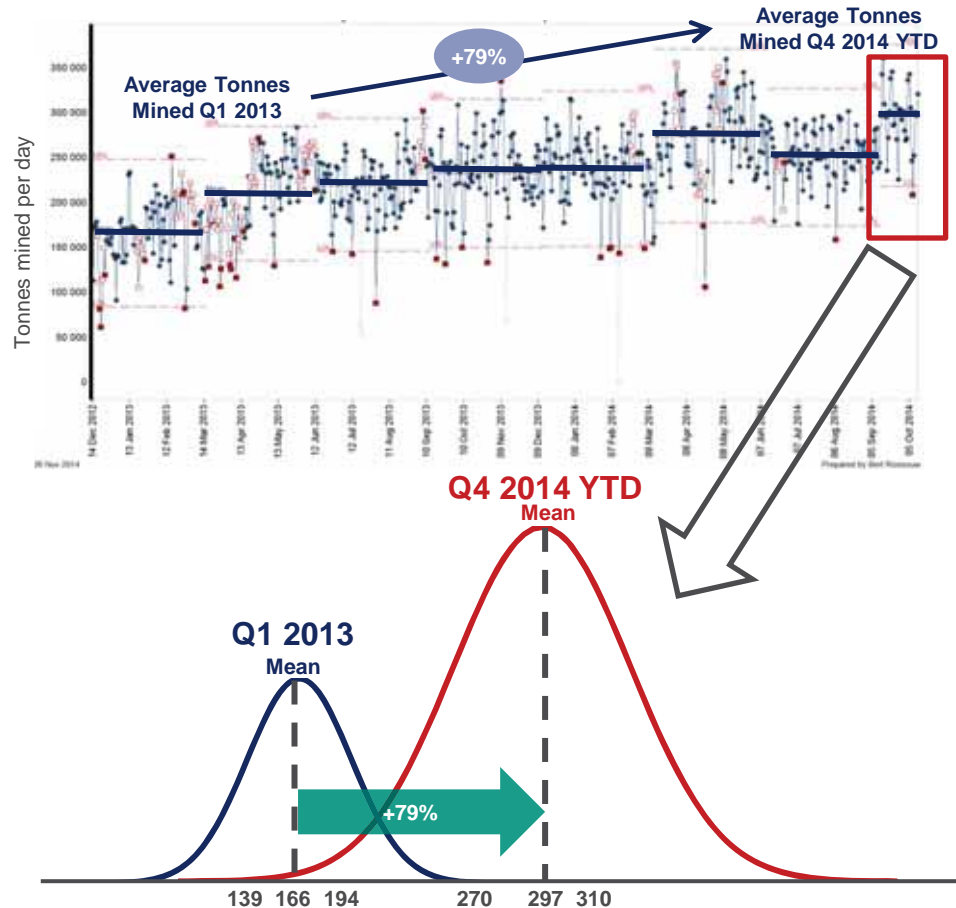 Average Tonnes
Mined Q4 2014 YTD
+79%
Average Tonnes
Mined Q1 2013
Tonnes mined per day
350 000
300 000
250 000
200 000
150 000
100 000
50 000
0
14 Dec 2012
13 Jan 2013
12 Feb 2013
14 Mar 2013
13 Apr 2013
13 May 2013
12 Jun 2013
12 Jul 2013
11 Aug 2013
10 Sep 2013
10 Oct 2013
09 Nov 2013
09 Dec 2013
08 Jan 2014
07 Feb 2014
09 Mar 2014
08 Apr 2014
08 May 2014
07 Jun 2014
07 Jul 2014
06 Aug 2014
05 Sep 2014
05 Oct 2014
Nov 2014
Prepared by Bert
Q4 2014 YTD
Mean
Q1 2013
Mean
+79%
139 166 194 270 297 310